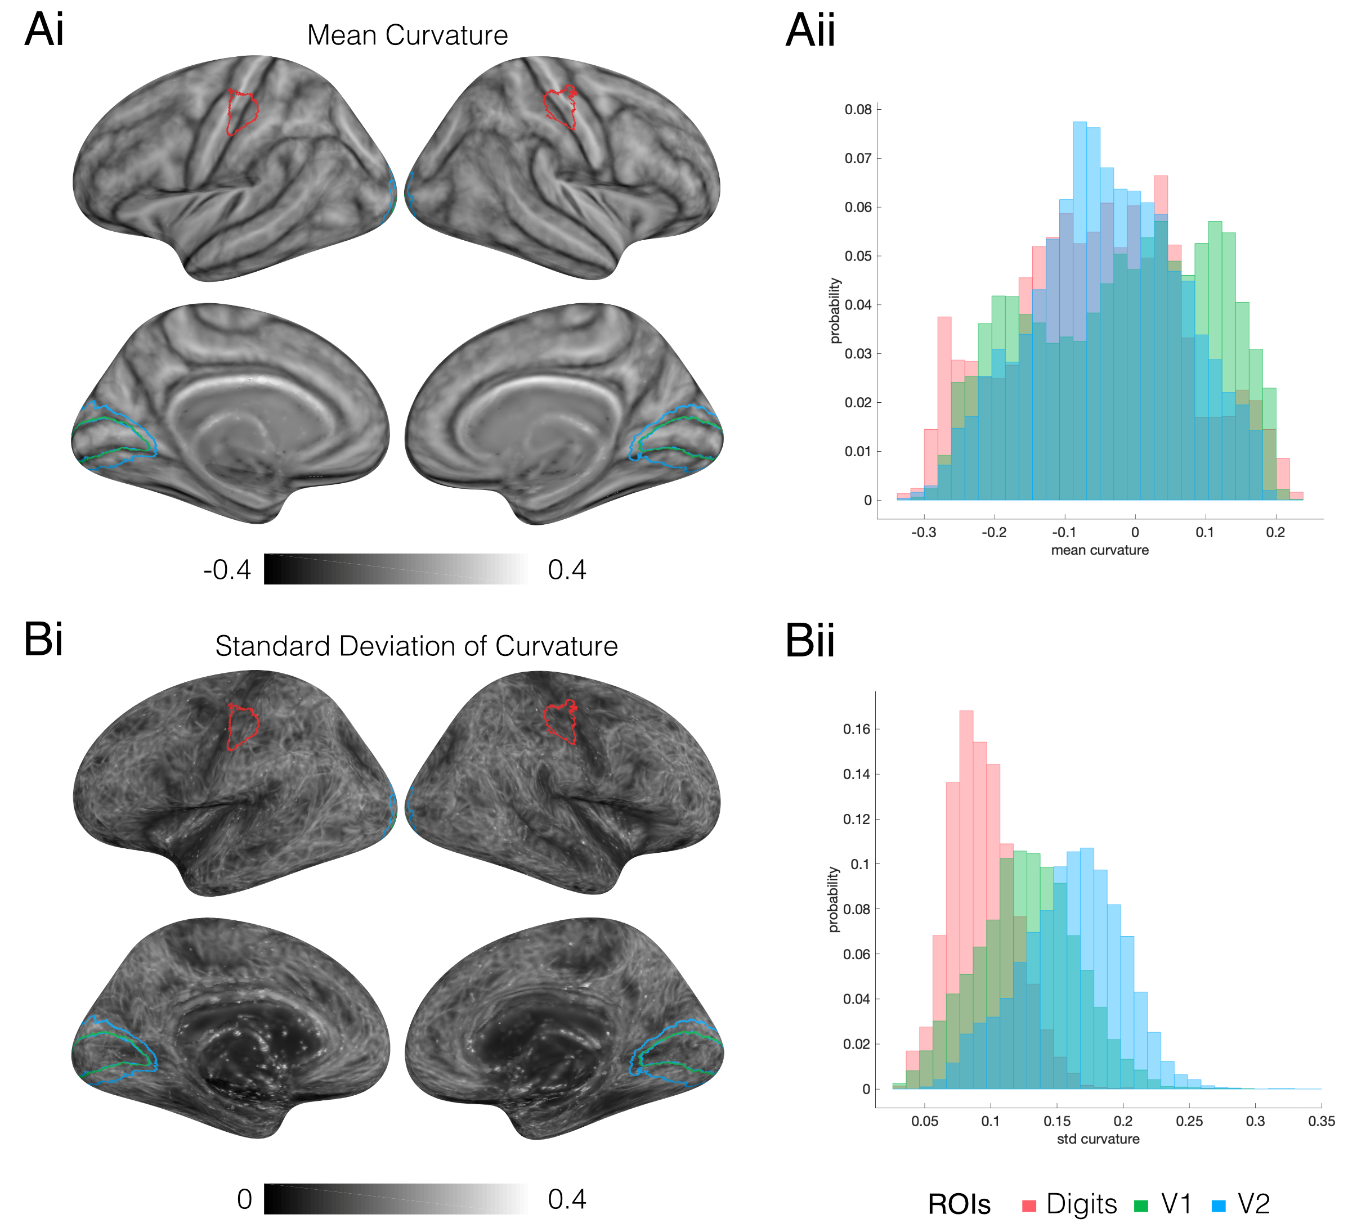 Ai
Mean Curvature
-0.4
0.4
Aii
0.08
0.07
0.06
0.05
0.04
0.03
0.02
0.01
0
probability
-0.3 -0.2 -0.1 0 0.1 0.2
mean curvature
Bi
Standard Deviation of Curvature
0
0.4
Bii
0.16
0.14
0.12
0.1
0.08
0.06
0.04
0.02
0
probability
0.05 0.1 0.15 0.2 0.25 0.3 0.35
std curvature
ROIs Digits V1 V2